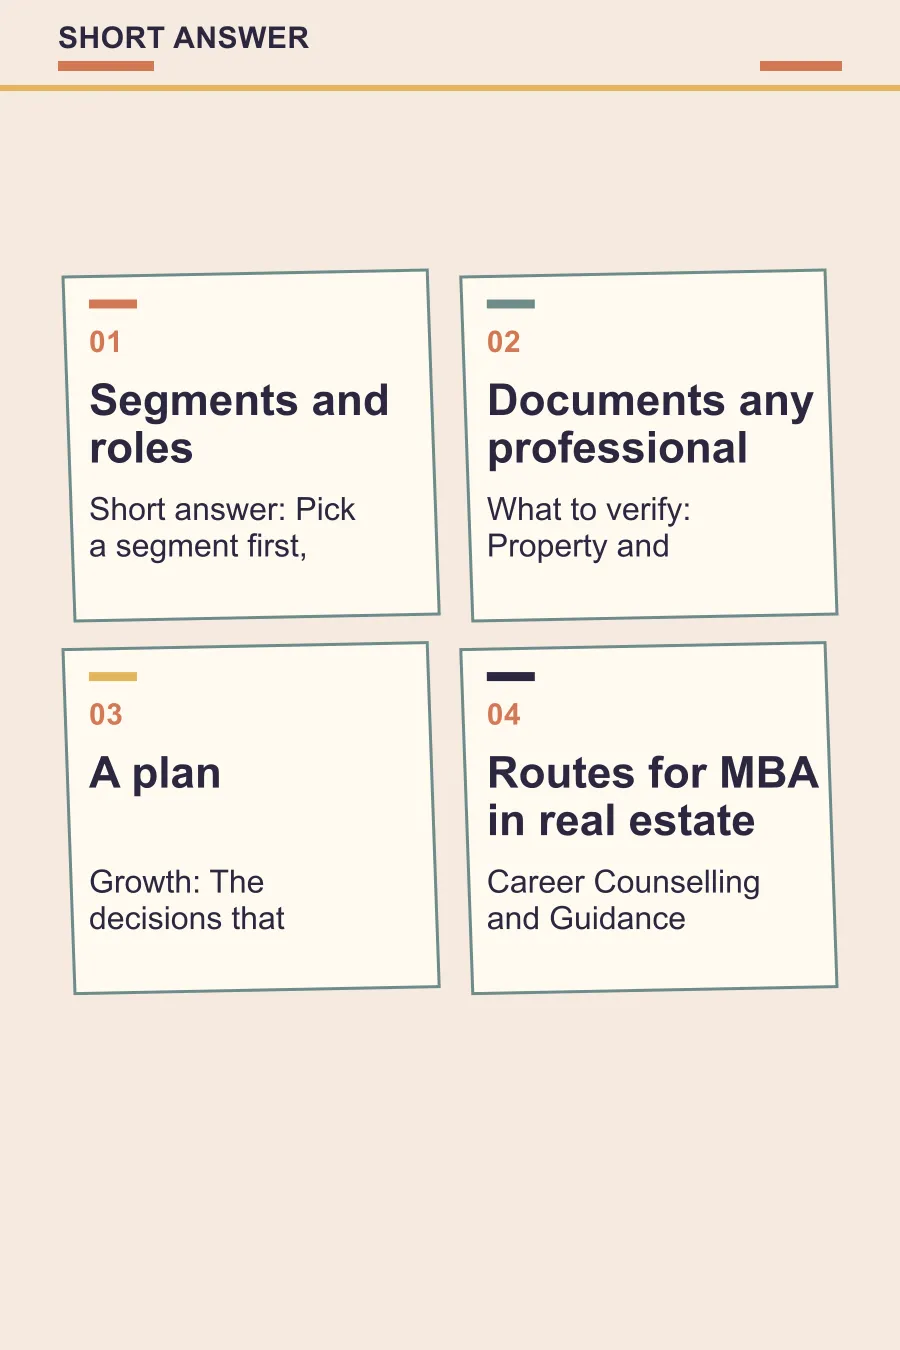 SHORT ANSWER
01
Segments and
roles
Short answer: Pick
a segment first,
02
Documents any
professional
What to verify:
Property and
03
A plan
Growth: The
decisions that
04
Routes for MBA
in real estate
Career Counselling
and Guidance